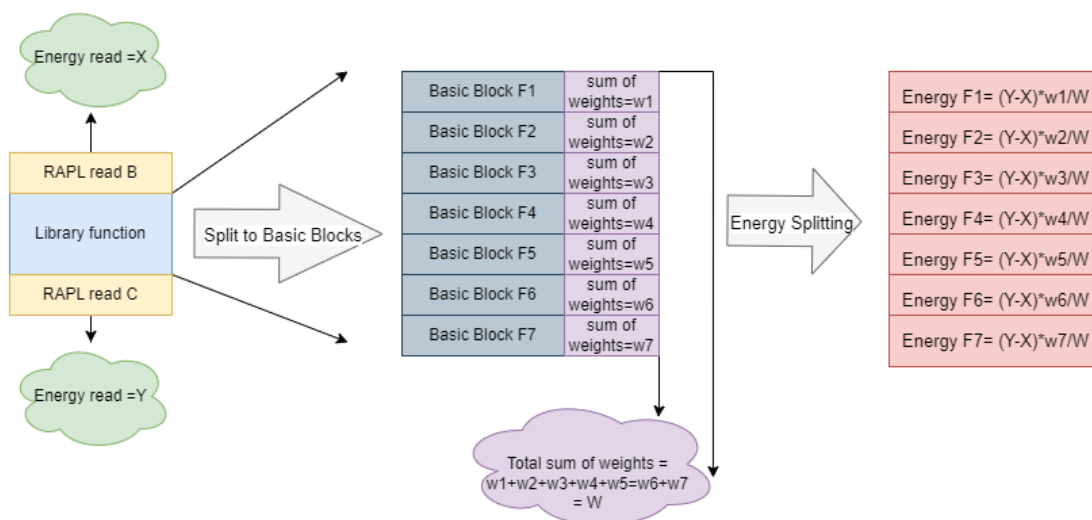 Energy read =X
RAPL read B
Library function
RAPL read C
Energy read =Y
Split to Basic Blocks
Basic Block F1
sum of
weights=w1
Basic Block F2
sum of
weights=w2
Basic Block F3
sum of
weights=w3
Basic Block F4
sum of
weights=w4
Basic Block F5
sum of
weights=w5
Basic Block F6
sum of
weights=w6
Basic Block F7
sum of
weights=w7
Total sum of weights =
w1+w2+w3+w4+w5=w6+w7
= W
Energy Splitting
Energy F1= (Y-X)*w1/W
Energy F2= (Y-X)*w2/W
Energy F3= (Y-X)*w3/W
Energy F4= (Y-X)*w4/W
Energy F5= (Y-X)*w5/W
Energy F6= (Y-X)*w6/W
Energy F7= (Y-X)*w7/W